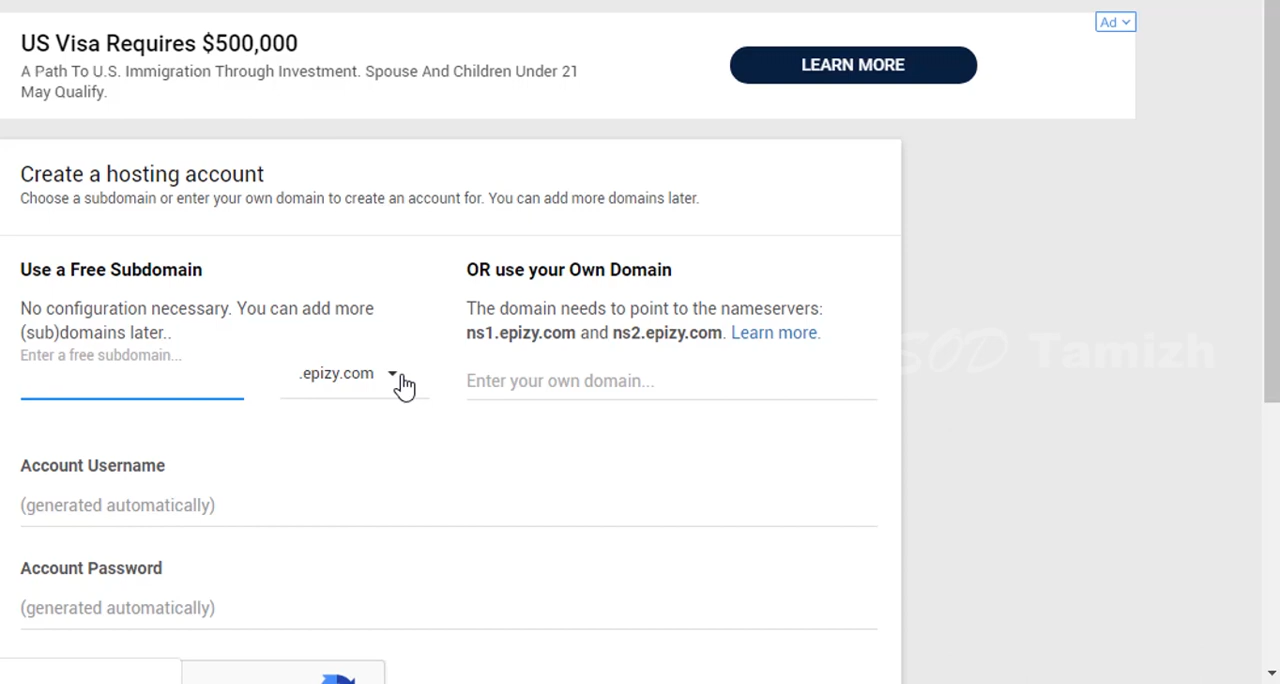 US Visa Requires $500,000
A Path To U.S. Immigration Through Investment. Spouse And Children Under 21
May Qualify.
LEARN MORE
Ad
Create a hosting account
Choose a subdomain or enter your own domain to create an account for. You can add more domains later.
Use a Free Subdomain
No configuration necessary. You can add more
(sub)domains later..
Enter a free subdomain...
.epizy.com
OR use your Own Domain
The domain needs to point to the nameservers:
ns1.epizy.com and ns2.epizy.com. Learn more.
Enter your own domain...
SOD Tamizh
Account Username
(generated automatically)
Account Password
(generated automatically)